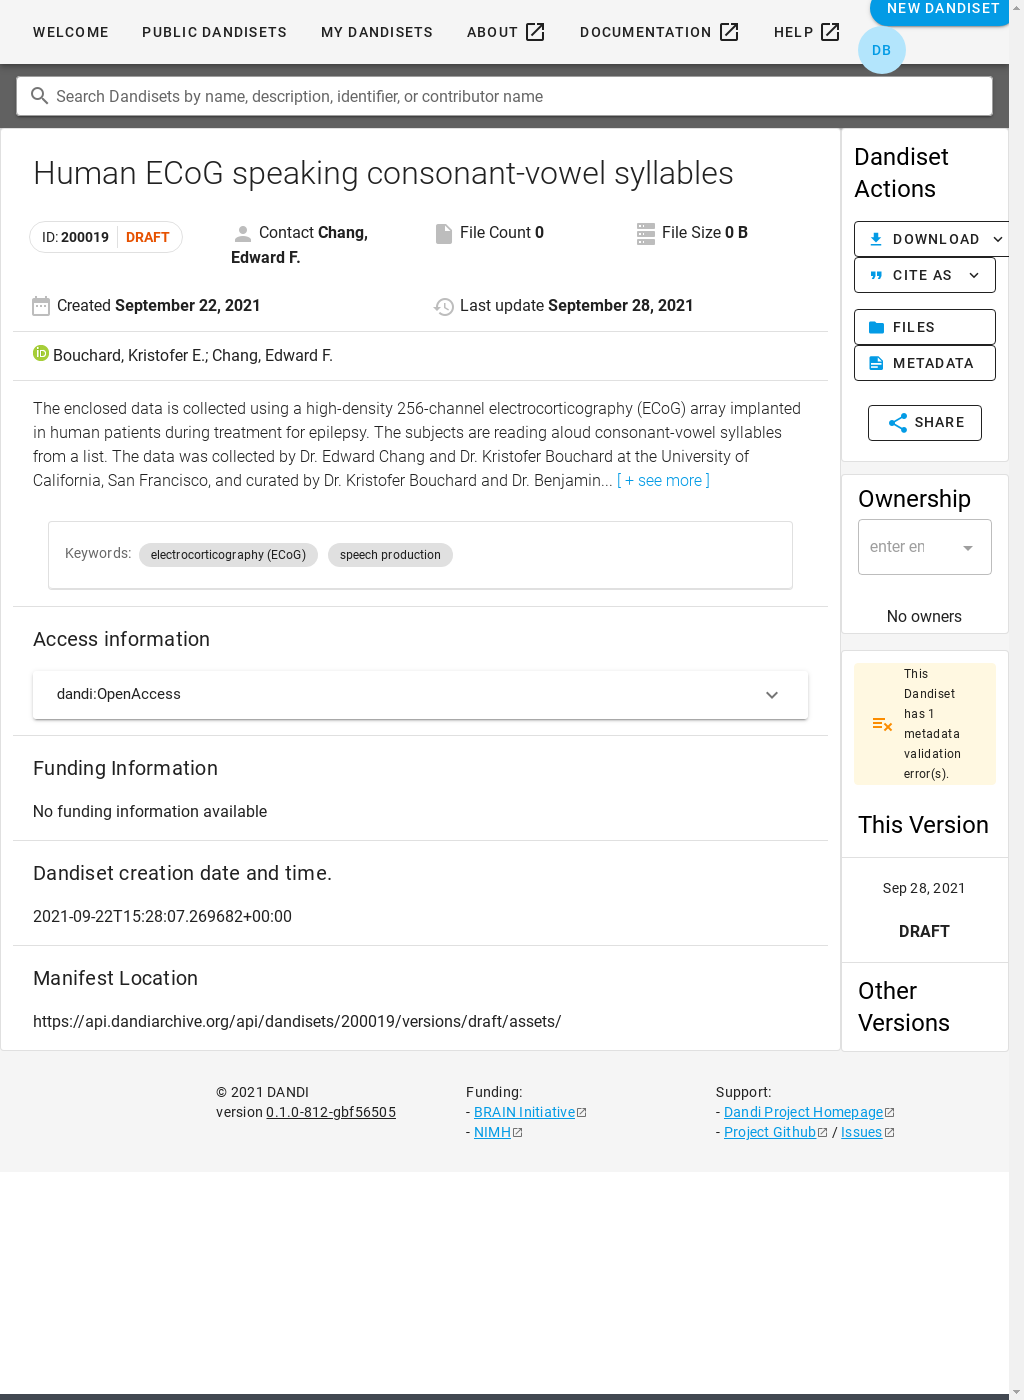 WELCOME PUBLIC DANDISETS MY DANDISETS ABOUT DOCUMENTATION HELP NEW DANDISET
DB
Search Dandisets by name, description, identifier, or contributor name
Human ECoG speaking consonant-vowel syllables
ID: 200019 DRAFT
Contact Chang, Edward F.
File Count 0
File Size 0 B
Created September 22, 2021
Last update September 28, 2021
iD Bouchard, Kristofer E.; Chang, Edward F.
The enclosed data is collected using a high-density 256-channel electrocorticography (ECoG) array implanted
in human patients during treatment for epilepsy. The subjects are reading aloud consonant-vowel syllables
from a list. The data was collected by Dr. Edward Chang and Dr. Kristofer Bouchard at the University of
California, San Francisco, and curated by Dr. Kristofer Bouchard and Dr. Benjamin... [ + see more ]
Keywords: electrocorticography (ECoG) speech production
Access information
dandi:OpenAccess
Funding Information
No funding information available
Dandiset creation date and time.
2021-09-22T15:28:07.269682+00:00
Manifest Location
https://api.dandiarchive.org/api/dandisets/200019/versions/draft/assets/
Dandiset
Actions
DOWNLOAD
CITE AS
FILES
METADATA
SHARE
Ownership
enter en
No owners
This
Dandiset
has 1
metadata
validation
error(s).
This Version
Sep 28, 2021
DRAFT
Other
Versions
© 2021 DANDI
version 0.1.0-812-gbf56505
Funding:
- BRAIN Initiative
- NIMH
Support:
- Dandi Project Homepage
- Project Github / Issues